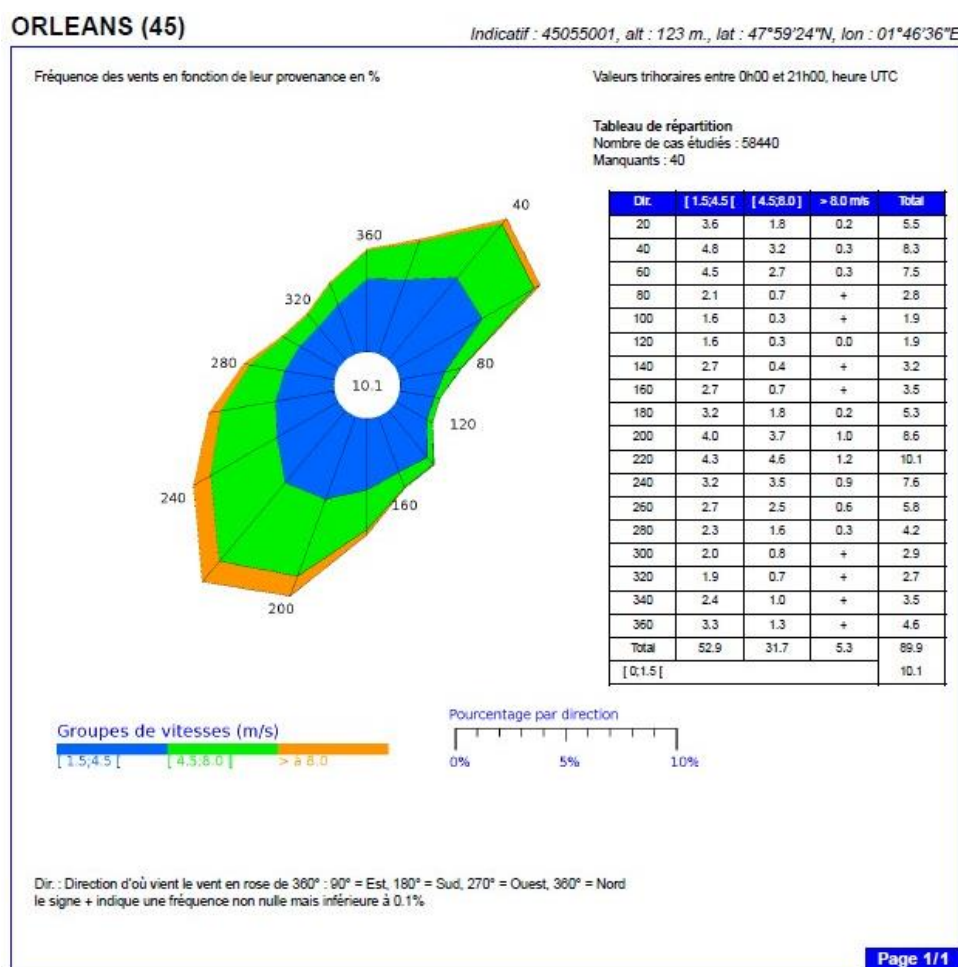 ORLEANS (45)
Indicatif : 45055001, alt : 123 m., lat : 47°59'24"N, lon : 01°46'36"E
Fréquence des vents en fonction de leur provenance en %
Valeurs trihoraires entre 0h00 et 21h00, heure UTC
Tableau de répartition
Nombre de cas étudiés : 58440
Manquants : 40
Dir. [ 1.5;4.5 [ [ 4.5;8.0 ] > 8.0 m/s Total
20 3.6 1.8 0.2 5.5
40 4.8 3.2 0.3 8.3
60 4.5 2.7 0.3 7.5
80 2.1 0.7 + 2.8
100 1.6 0.3 + 1.9
120 1.6 0.3 0.0 1.9
140 2.7 0.4 + 3.2
160 2.7 0.7 + 3.5
180 3.2 1.8 0.2 5.3
200 4.0 3.7 1.0 8.6
220 4.3 4.6 1.2 10.1
240 3.2 3.5 0.9 7.6
260 2.7 2.5 0.6 5.8
280 2.3 1.6 0.3 4.2
300 2.0 0.8 + 2.9
320 1.9 0.7 + 2.7
340 2.4 1.0 + 3.5
360 3.3 1.3 + 4.6
Total 52.9 31.7 5.3 89.9
[ 0;1.5 [ 10.1
40
360
320
280
80
10.1
120
240
160
200
Groupes de vitesses (m/s)
[ 1.5;4.5 [ [ 4.5;8.0 ] > à 8.0
Pourcentage par direction
0% 5% 10%
Dir. : Direction d'où vient le vent en rose de 360° : 90° = Est, 180° = Sud, 270° = Ouest, 360° = Nord
le signe + indique une fréquence non nulle mais inférieure à 0.1%
Page 1/1